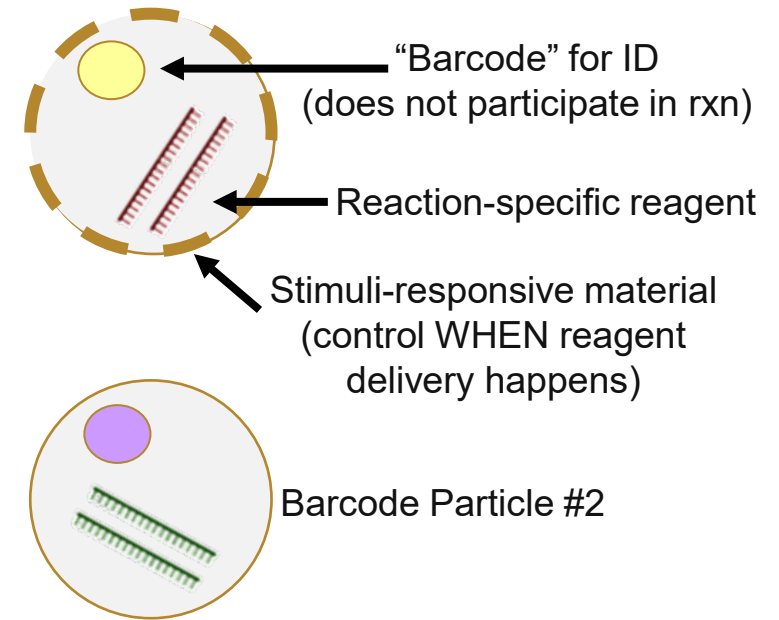 “Barcode” for ID
(does not participate in rxn)
Reaction-specific reagent
Stimuli-responsive material
(control WHEN reagent
delivery happens)
Barcode Particle #2